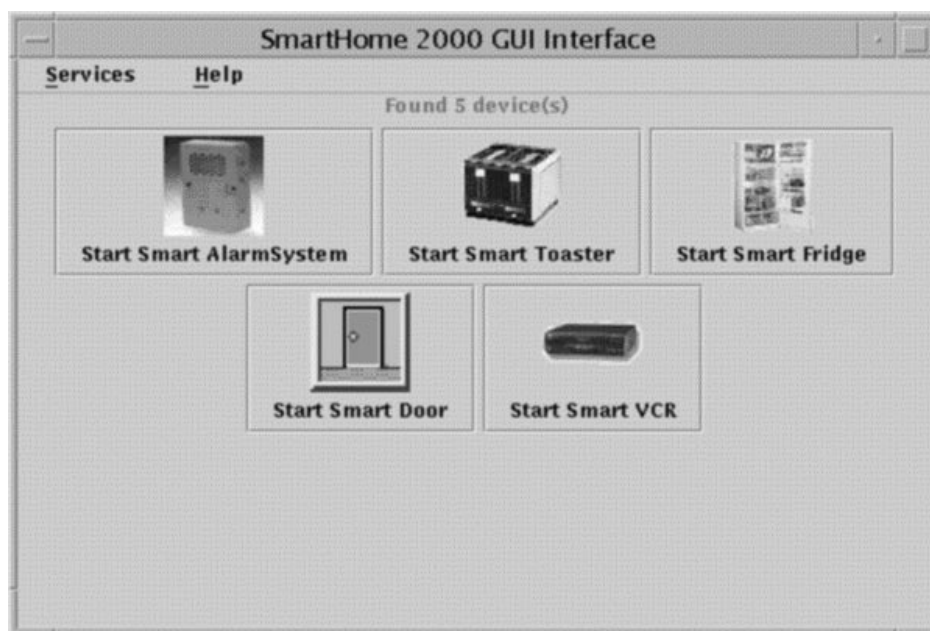 SmartHome 2000 GUI Interface
Services Help
Found 5 device(s)
Start Smart AlarmSystem Start Smart Toaster Start Smart Fridge
Start Smart Door Start Smart VCR